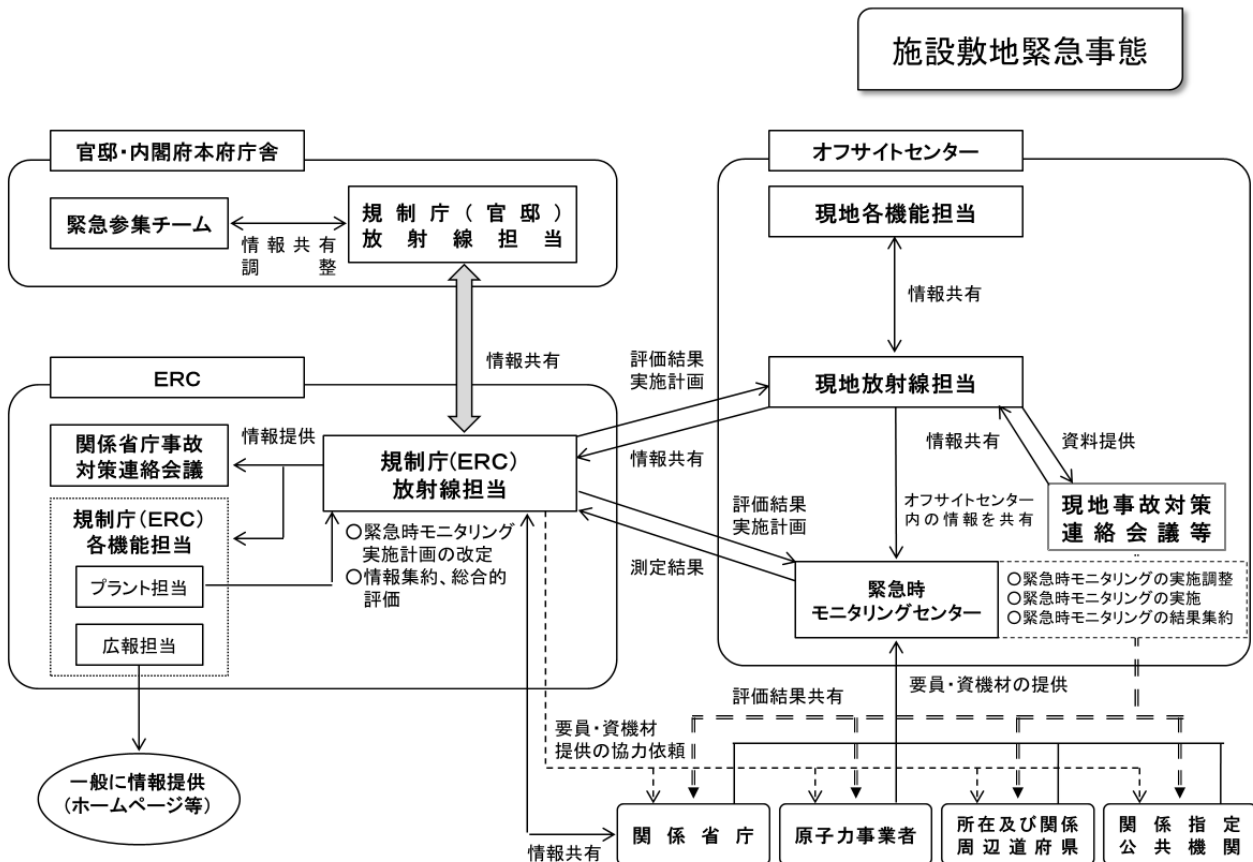 施設敷地緊急事態
官邸・内閣府本府庁舎
緊急参集チーム
情報共有
調整
規制庁(官邸)
放射線担当
情報共有
ERC
関係省庁事故
対策連絡会議
情報提供
規制庁(ERC)
放射線担当
規制庁(ERC)
各機能担当
プラント担当
広報担当
○緊急時モニタリング
実施計画の改定
○情報集約、総合的
評価
一般に情報提供
(ホームページ等)
評価結果
実施計画
情報共有
評価結果
実施計画
測定結果
オフサイトセンター
現地各機能担当
情報共有
現地放射線担当
情報共有
資料提供
オフサイトセンター
内の情報を共有
現地事故対策
連絡会議等
緊急時
モニタリングセンター
○緊急時モニタリングの実施調整
○緊急時モニタリングの実施
○緊急時モニタリングの結果集約
評価結果共有
要員・資機材の提供
要員・資機材
提供の協力依頼
情報共有
関係省庁
原子力事業者
所在及び関係
周辺道府県
関係指定
公共機関